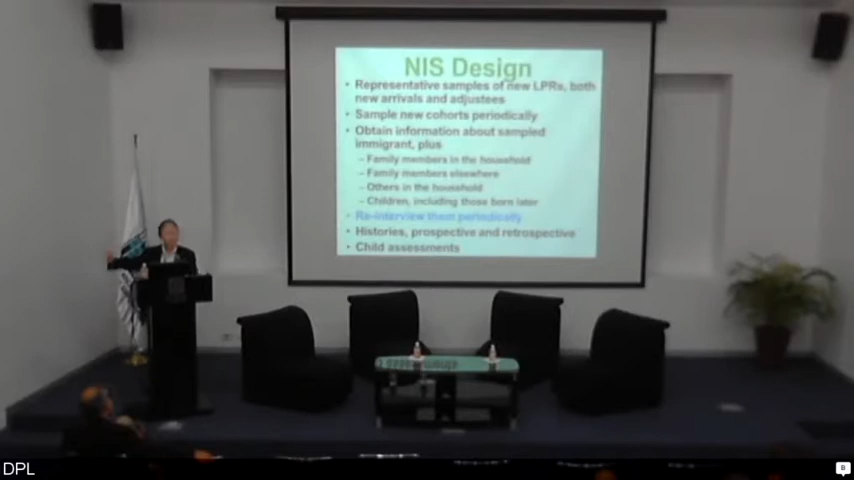 NIS Design
• Representative samples of new LPRs, both
new arrivals and adjustees
• Sample new cohorts periodically
• Obtain information about sampled
immigrant, plus
– Family members in the household
– Family members elsewhere
– Others in the household
– Children, including those born later
• Re-interview them periodically
• Histories, prospective and retrospective
• Child assessments
DPL
B